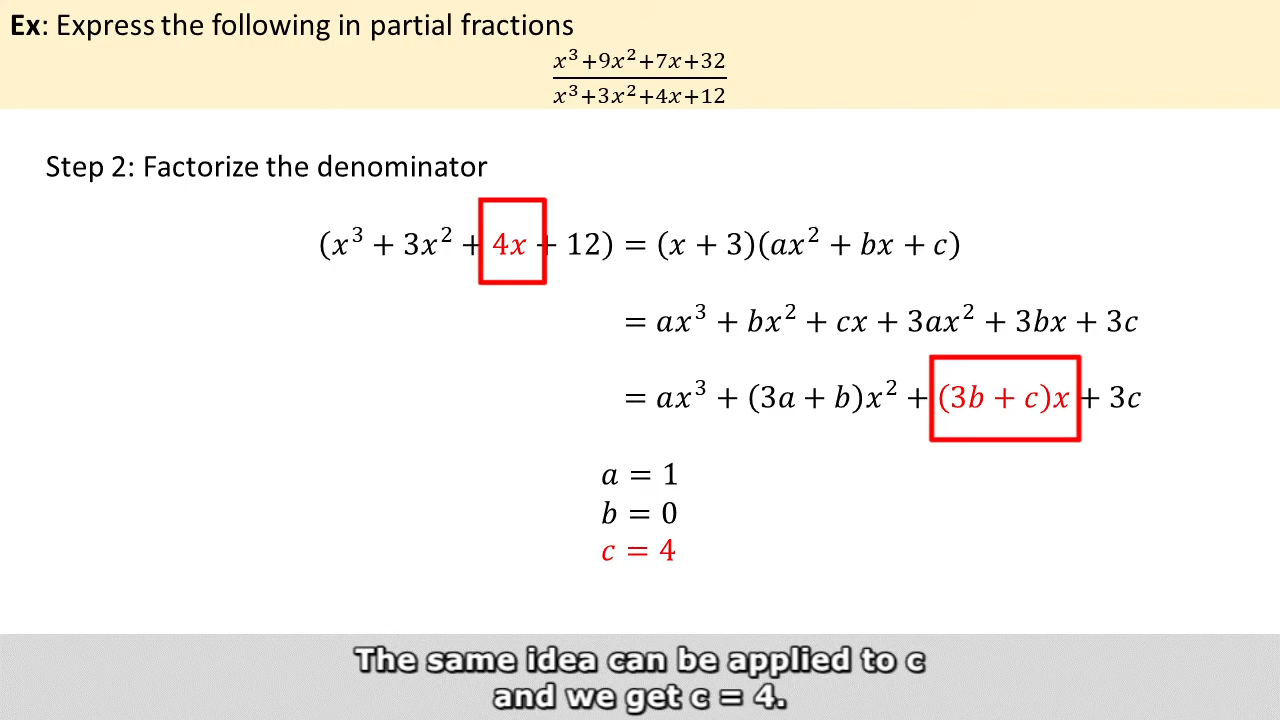 Ex: Express the following in partial fractions
x³+9x²+7x+32
x³+3x²+4x+12
Step 2: Factorize the denominator
(x³ + 3x² + 4x + 12) = (x + 3)(ax² + bx + c)
= ax³ + bx² + cx + 3ax² + 3bx + 3c
= ax³ + (3a + b)x² + (3b + c)x + 3c
a = 1
b = 0
c = 4
The same idea can be applied to c
and we get c = 4.